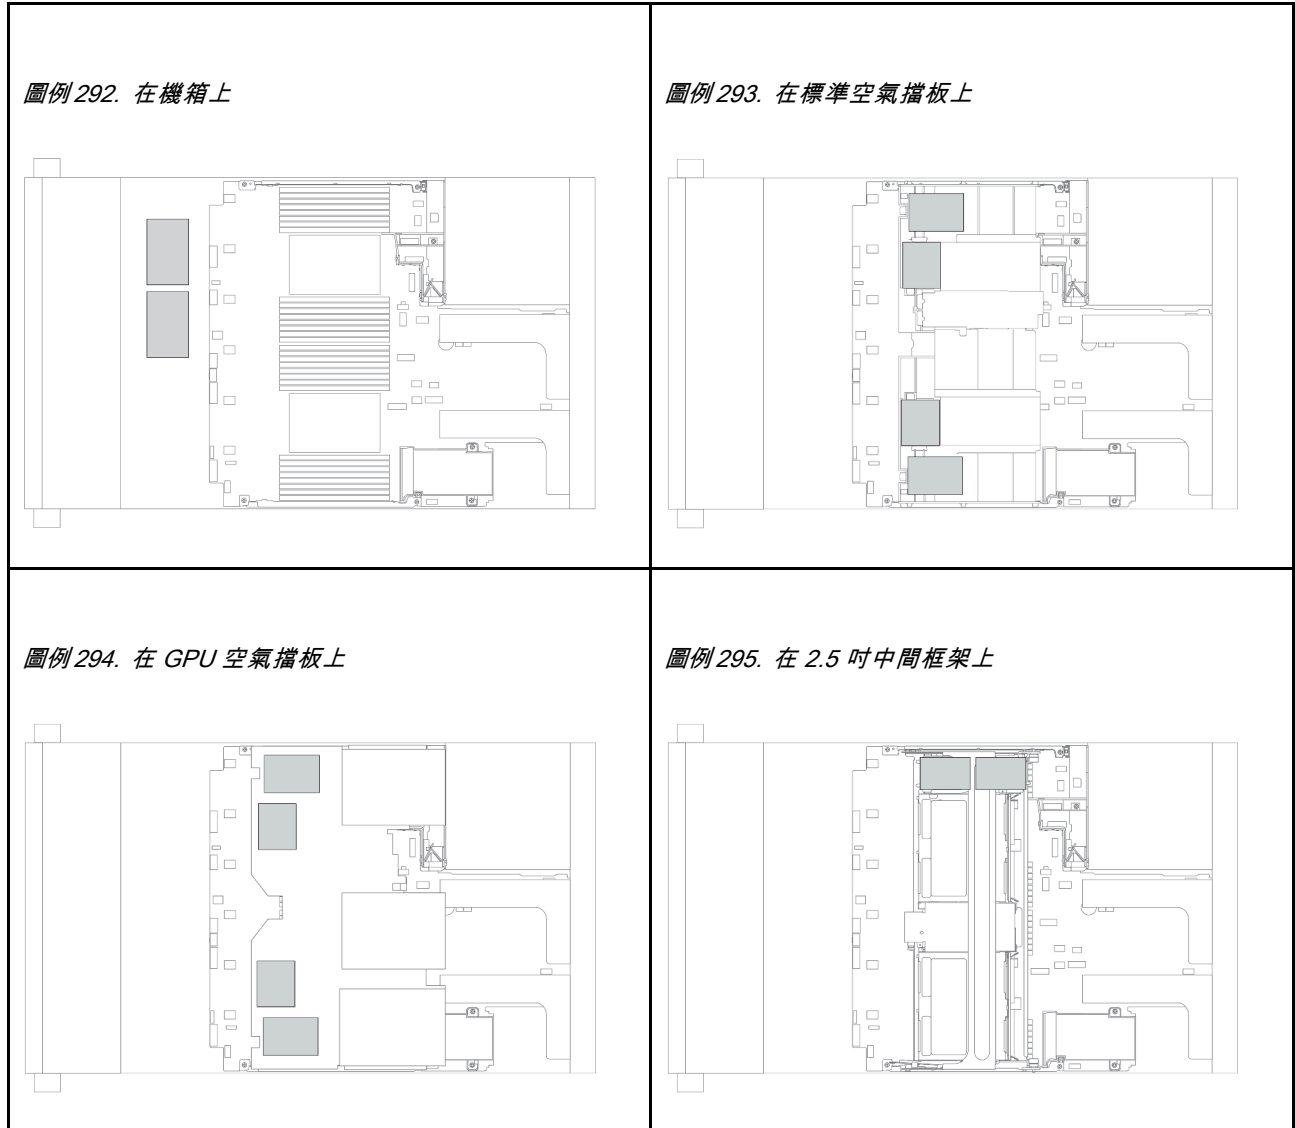 圖例 292. 在機箱上
圖例 293. 在標準空氣擋板上
圖例 294. 在 GPU 空氣擋板上
圖例 295. 在 2.5 吋中間框架上